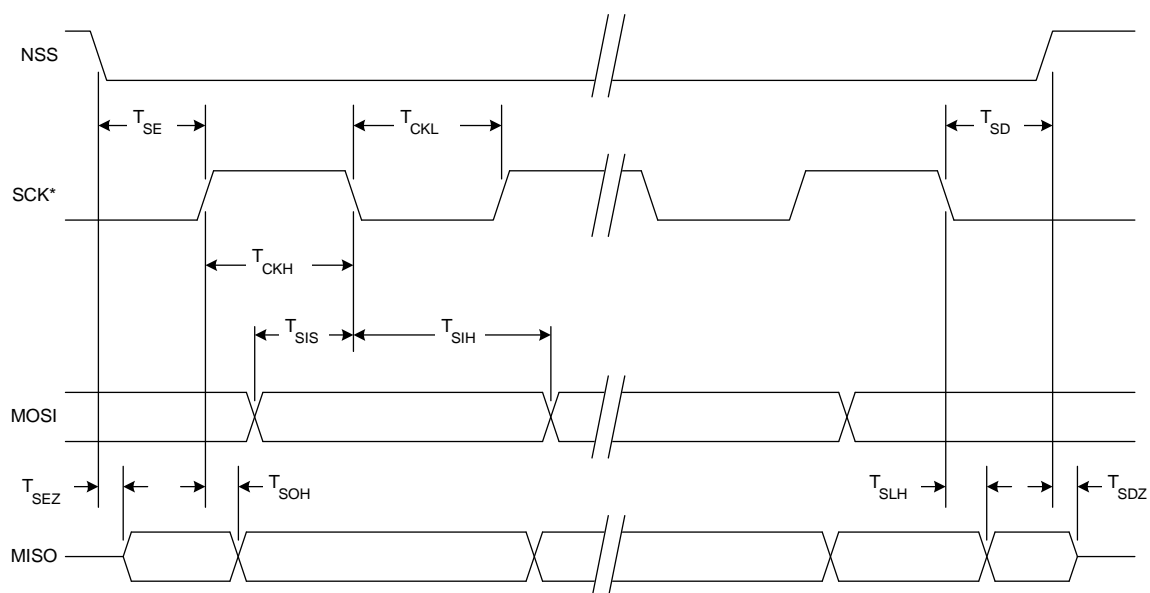 NSS
T_SE
T_CKL
T_SD
SCK*
T_CKH
T_SIS
T_SIH
MOSI
T_SEZ
T_SOH
T_SLH
T_SDZ
MISO